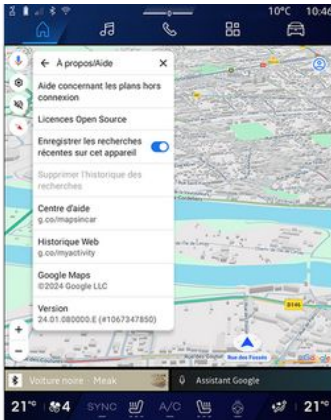 10°C 10:46
À propos/Aide
Aide concernant les plans hors
connexion
Licences Open Source
Enregistrer les recherches
récentes sur cet appareil
Supprimer l'historique des
recherches
Centre d'aide
g.co/mapsincar
Historique Web
g.co/myactivity
Google Maps
©2024 Google LLC
Version
24.01.080000.E (#1067347850)
D146
Rue des Fossés
Google
Voiture noire · Meak
Assistant Google
21°C 4 SYNC A/C 21°C